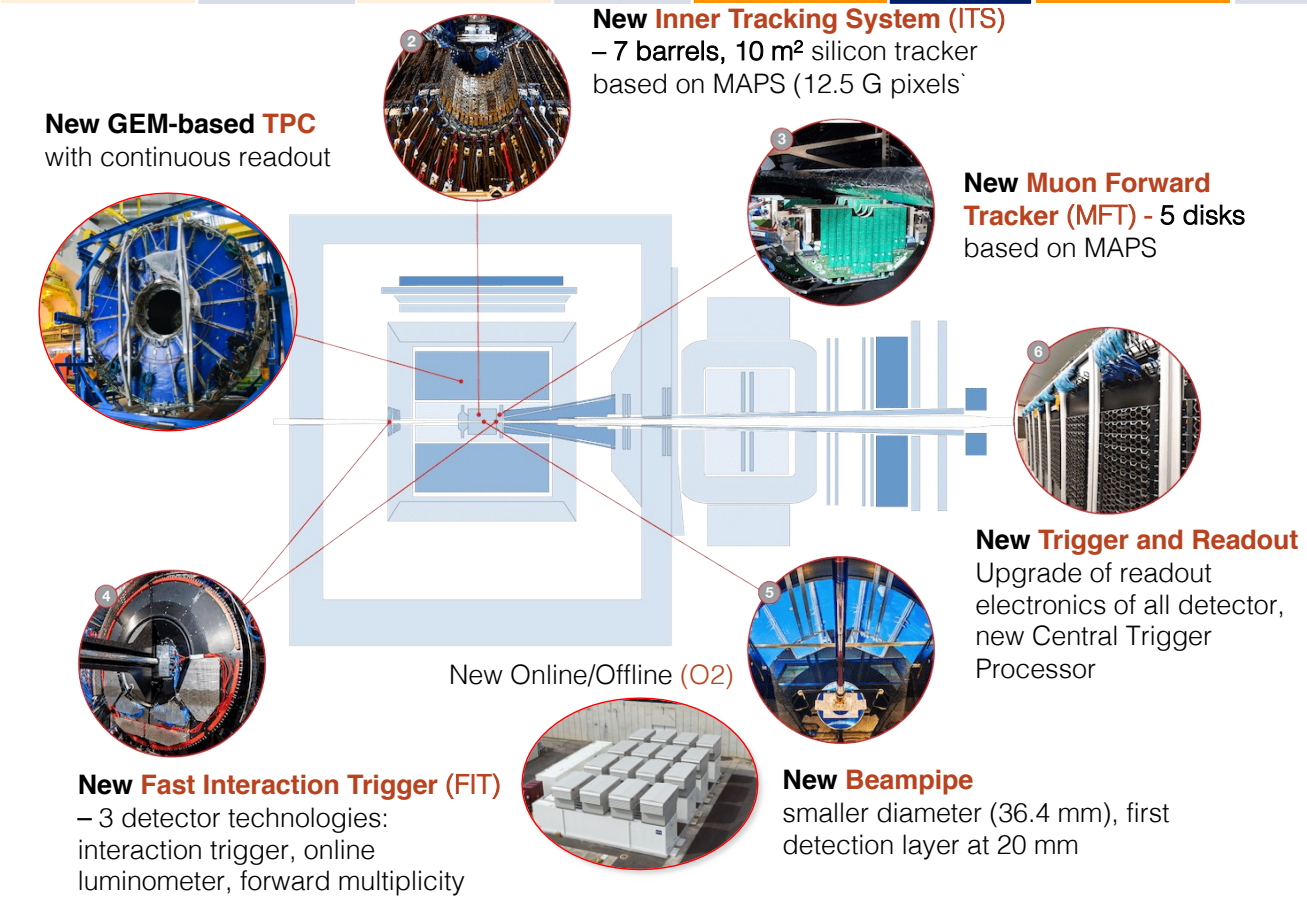 New Inner Tracking System (ITS)
– 7 barrels, 10 m² silicon tracker
based on MAPS (12.5 G pixels`
New GEM-based TPC
with continuous readout
2
3
New Muon Forward
Tracker (MFT) - 5 disks
based on MAPS
6
New Trigger and Readout
Upgrade of readout
electronics of all detector,
new Central Trigger
Processor
4
5
New Online/Offline (O2)
New Fast Interaction Trigger (FIT)
– 3 detector technologies:
interaction trigger, online
luminometer, forward multiplicity
New Beampipe
smaller diameter (36.4 mm), first
detection layer at 20 mm